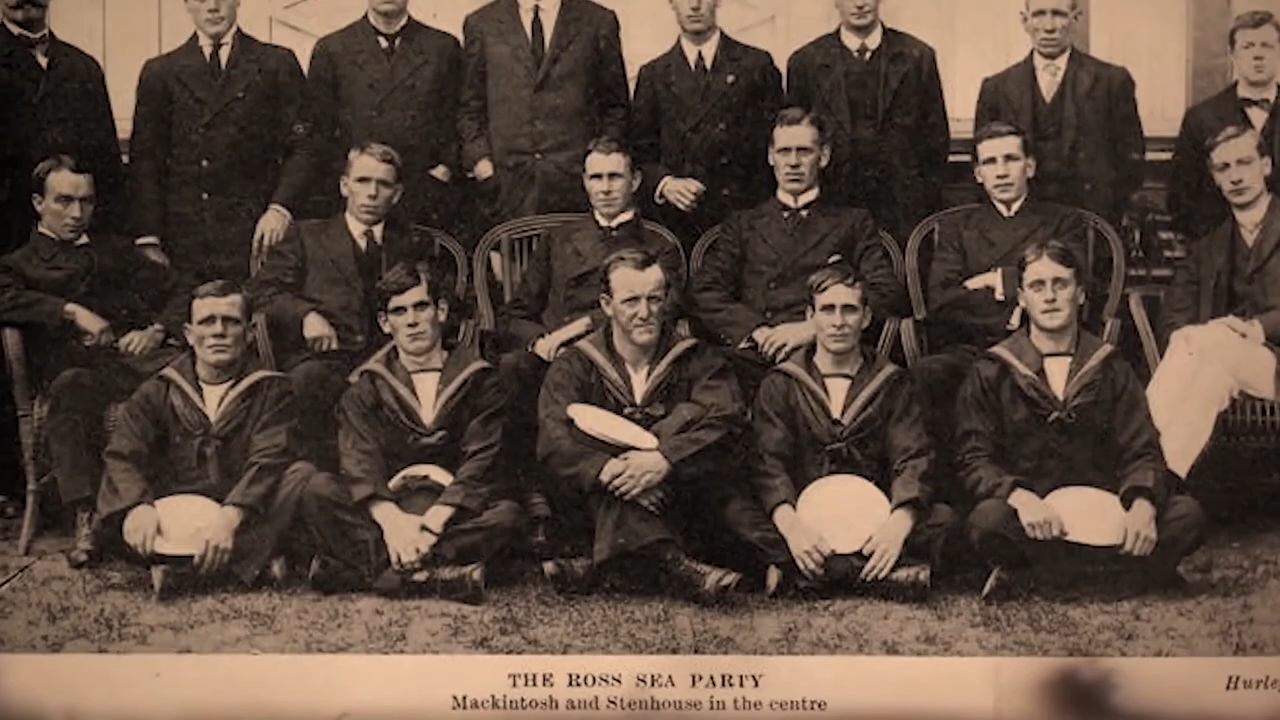 THE ROSS SEA PARTY
Mackintosh and Stenhouse in the centre